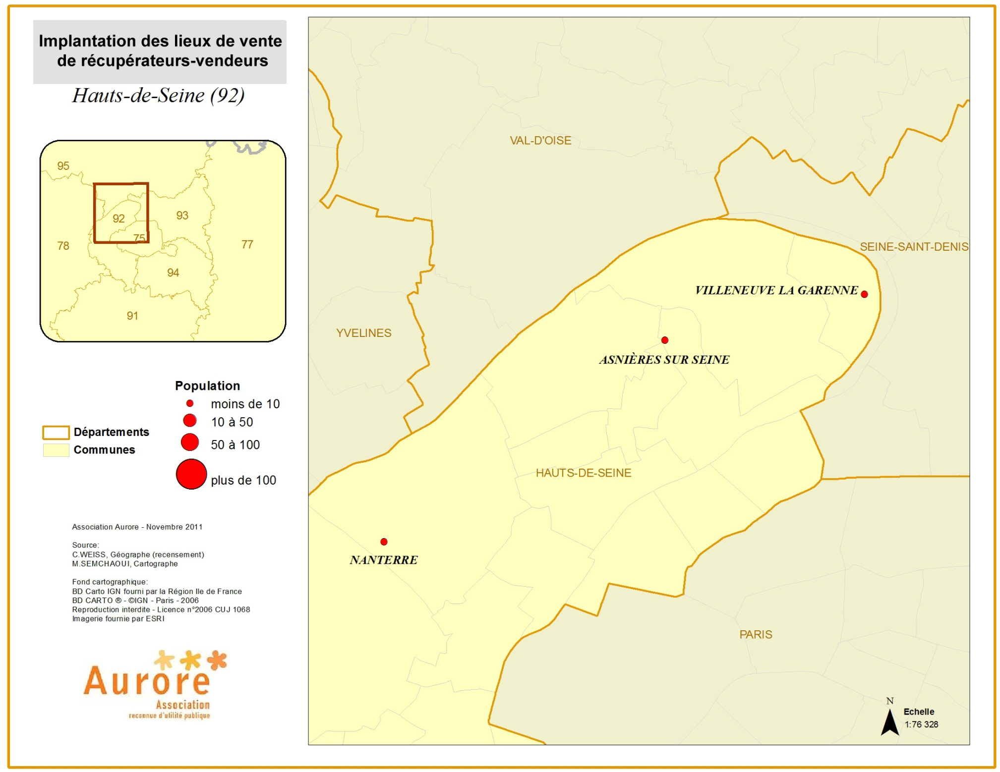 Implantation des lieux de vente
de récupérateurs-vendeurs
Hauts-de-Seine (92)
95
92
93
75
78
77
94
91
Population
moins de 10
10 à 50
50 à 100
plus de 100
Départements
Communes
Association Aurore - Novembre 2011
Source:
C.WEISS, Géographe (recensement)
M.SEMCHAOUI, Cartographe
Fond cartographique:
BD Carto IGN fourni par la Région Ile de France
BD CARTO ® - ©IGN - Paris - 2006
Reproduction interdite - Licence n°2006 CUJ 1068
Imagerie fournie par ESRI
Aurore
Association
reconnue d'utilité publique
VAL-D'OISE
SEINE-SAINT-DENIS
VILLENEUVE LA GARENNE
YVELINES
ASNIÈRES SUR SEINE
HAUTS-DE-SEINE
NANTERRE
PARIS
N
Echelle
1:76 328